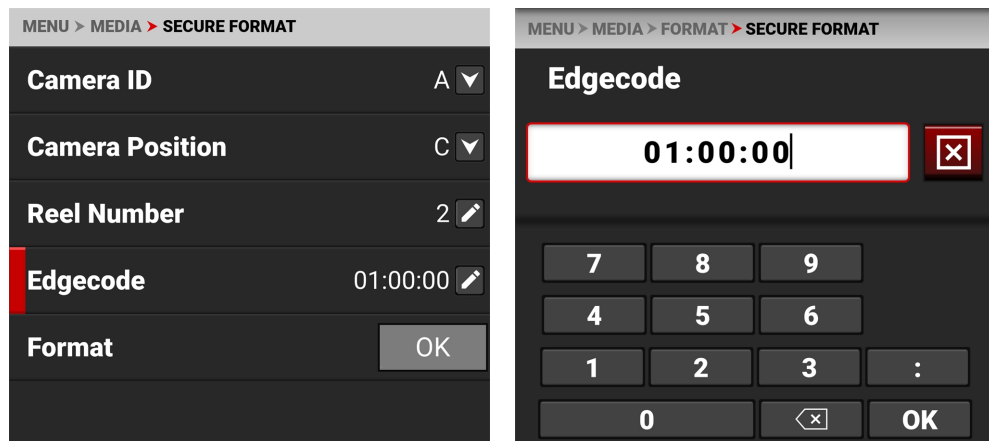 MENU > MEDIA > SECURE FORMAT
Camera ID A
Camera Position C
Reel Number 2
Edgecode 01:00:00
Format OK
MENU > MEDIA > FORMAT > SECURE FORMAT
Edgecode
01:00:00
7 8 9
4 5 6
1 2 3 :
0 OK